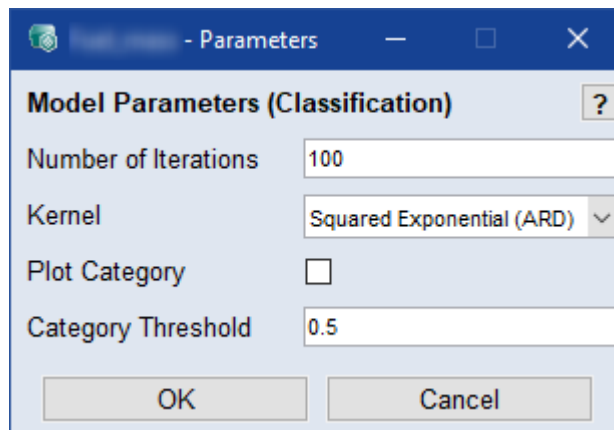 - Parameters
Model Parameters (Classification)
?
Number of Iterations 100
Kernel Squared Exponential (ARD)
Plot Category
Category Threshold 0.5
OK Cancel